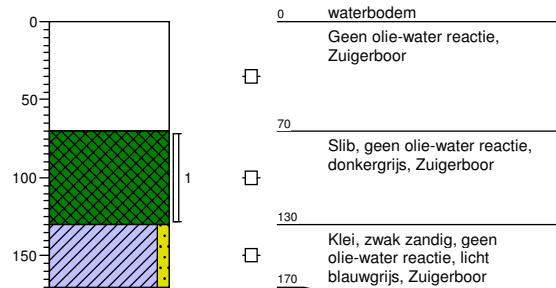 0
50
100
150
1
0 waterbodem
Geen olie-water reactie,
Zuigerboor
70
Slib, geen olie-water reactie,
donkergrijs, Zuigerboor
130
Klei, zwak zandig, geen
olie-water reactie, licht
blauwgrijs, Zuigerboor
170